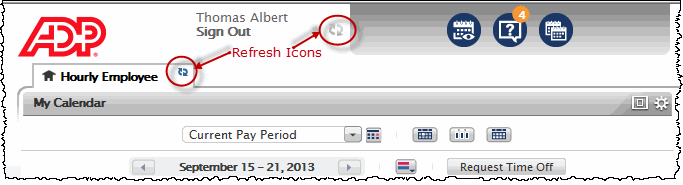 ADP
Thomas Albert
Sign Out
4
Refresh Icons
Hourly Employee
My Calendar
Current Pay Period
September 15 – 21, 2013
Request Time Off